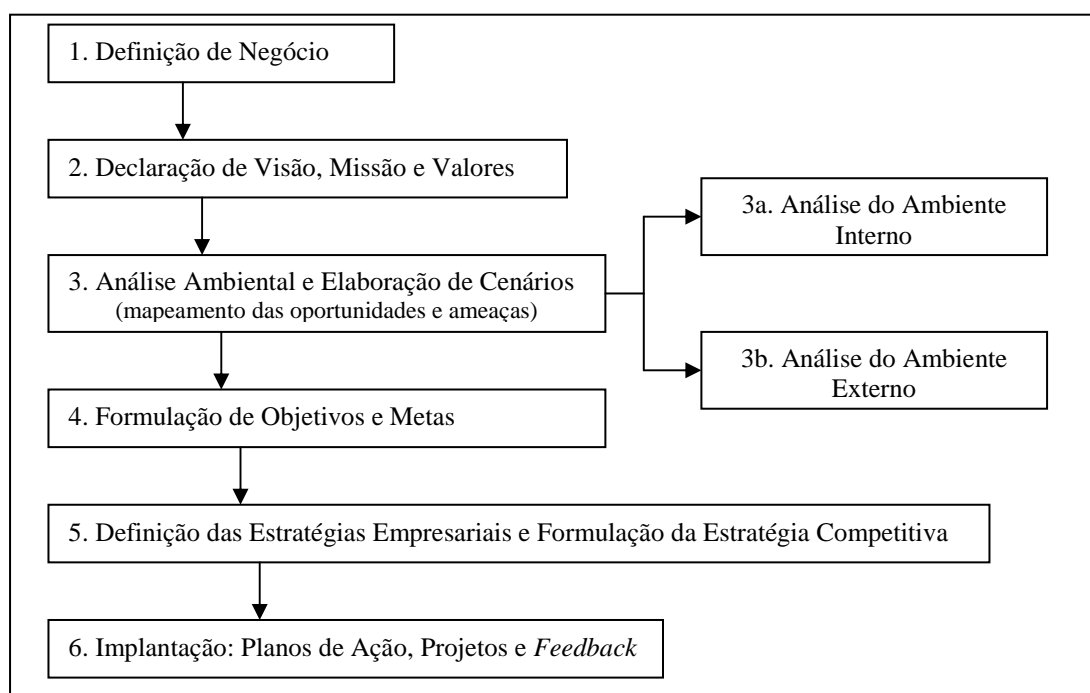 1. Definição de Negócio
2. Declaração de Visão, Missão e Valores
3. Análise Ambiental e Elaboração de Cenários
(mapeamento das oportunidades e ameaças)
3a. Análise do Ambiente
Interno
3b. Análise do Ambiente
Externo
4. Formulação de Objetivos e Metas
5. Definição das Estratégias Empresariais e Formulação da Estratégia Competitiva
6. Implantação: Planos de Ação, Projetos e Feedback